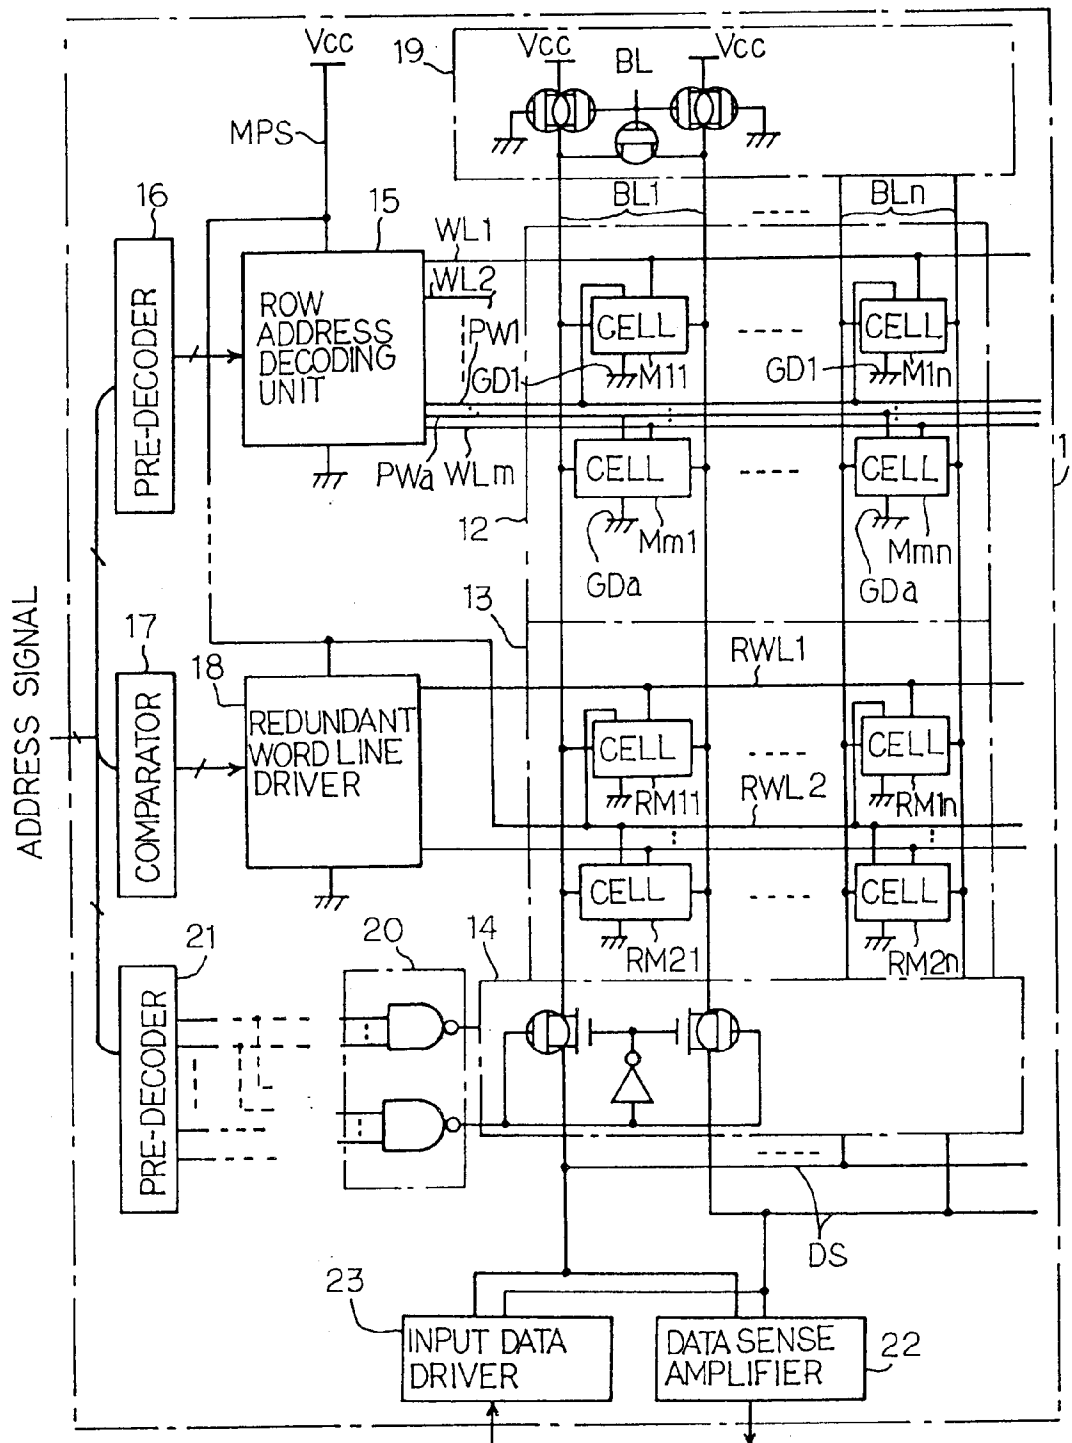 Vcc
19
Vcc
BL
Vcc
MPS
16
15
BL1
BLn
WL1
WL2
PRE-DECODER
ROW
ADDRESS
DECODING
UNIT
PW1
CELL
CELL
GD1
M11
GD1
M1n
PWa
WLm
CELL
CELL
1
12
Mm1
Mmn
GDa
GDa
ADDRESS SIGNAL
17
13
18
RWL1
COMPARATOR
REDUNDANT
WORD LINE
DRIVER
CELL
CELL
RM11
RWL2
RM1n
CELL
CELL
21
20
14
RM21
RM2n
PRE-DECODER
DS
23
INPUT DATA
DRIVER
DATA SENSE
AMPLIFIER
22